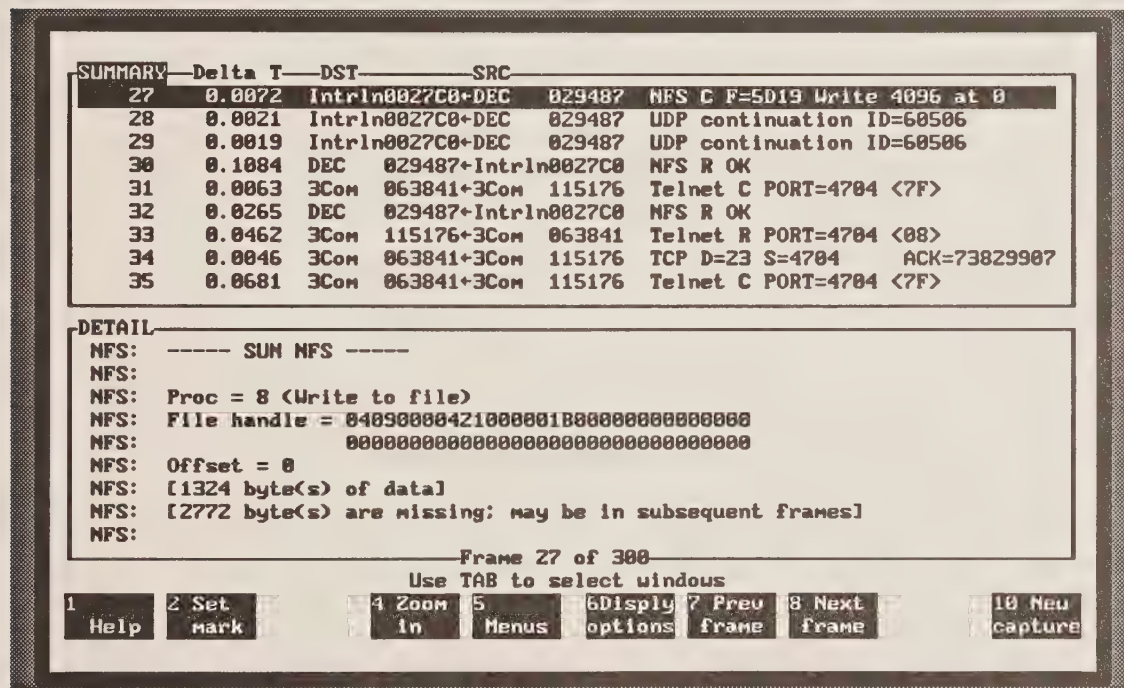 SUMMARY—Delta T—DST—SRC
27 0.0072 Intrln0027C0←DEC 029487 NFS C F=5D19 Write 4096 at 0
28 0.0021 Intrln0027C0←DEC 029487 UDP continuation ID=60506
29 0.0019 Intrln0027C0←DEC 029487 UDP continuation ID=60506
30 0.1084 DEC 029487←Intrln0027C0 NFS R OK
31 0.0063 3Com 063841←3Com 115176 Telnet C PORT=4704 <7F>
32 0.0265 DEC 029487←Intrln0027C0 NFS R OK
33 0.0462 3Com 115176←3Com 063841 Telnet R PORT=4704 <08>
34 0.0046 3Com 063841←3Com 115176 TCP D=23 S=4704 ACK=73829907
35 0.0681 3Com 063841←3Com 115176 Telnet C PORT=4704 <7F>
DETAIL
NFS: ----- SUN NFS -----
NFS:
NFS: Proc = 8 (Write to file)
NFS: File handle =
NFS: 00000000000000000000000000000000
NFS: Offset = 0
NFS: [1324 byte(s) of data]
NFS: [2772 byte(s) are missing; may be in subsequent frames]
NFS:
Frame 27 of 300
Use TAB to select windows
1 2 Set 4 Zoom 5 6Disply 7 Prev 8 Next 10 New
Help mark in Menus options frame frame capture